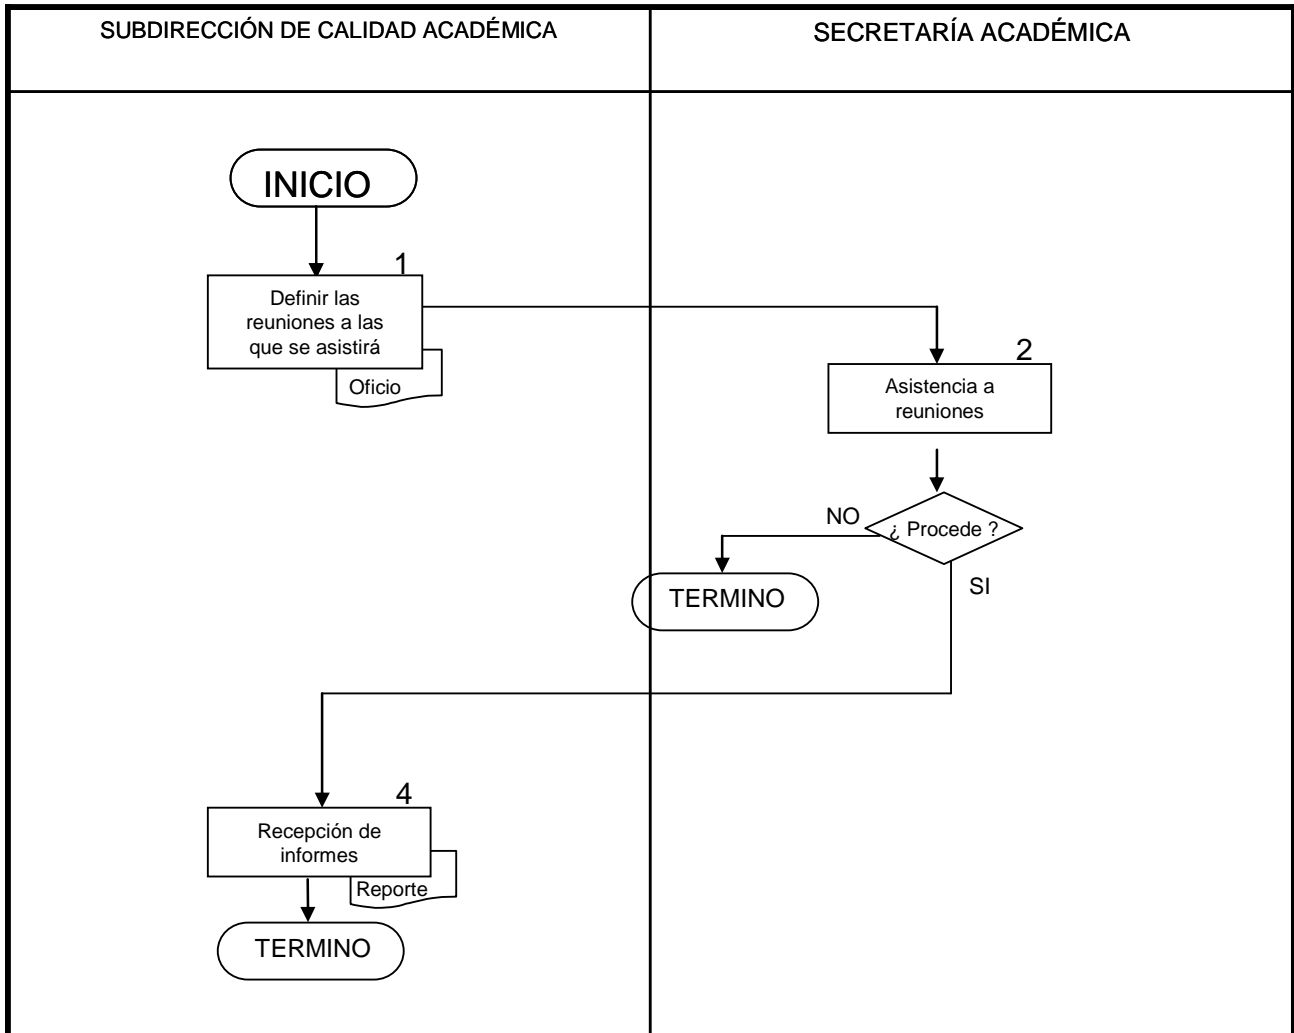 SUBDIRECCIÓN DE CALIDAD ACADÉMICA
SECRETARÍA ACADÉMICA
INICIO
1
Definir las
reuniones a las
que se asistirá
Oficio
2
Asistencia a
reuniones
¿ Procede ?
NO
SI
TERMINO
4
Recepción de
informes
Reporte
TERMINO